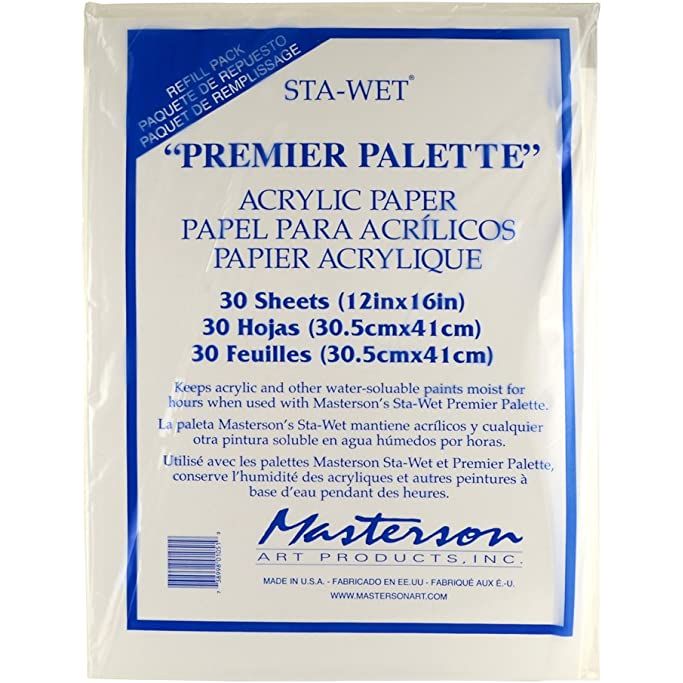 REFILL PACK
PAQUETE DE REPUESTO
PAQUET DE REMPLISSAGE
STA-WET®
“PREMIER PALETTE”
ACRYLIC PAPER
PAPEL PARA ACRÍLICOS
PAPIER ACRYLIQUE
30 Sheets (12inx16in)
30 Hojas (30.5cmx41cm)
30 Feuilles (30.5cmx41cm)
Keeps acrylic and other water-soluable paints moist for
hours when used with Masterson's Sta-Wet Premier Palette.
La paleta Masterson's Sta-Wet mantiene acrílicos y cualquier
otra pintura soluble en agua húmedos por horas.
Utilisé avec les palettes Masterson Sta-Wet et Premier Palette,
conserve l'humidité des acryliques et autres peintures à
base d'eau pendant des heures.
Masterson
ART PRODUCTS, INC.
MADE IN U.S.A. - FABRICADO EN EE.UU - FABRIQUÉ AUX É.-U.
WWW.MASTERSONART.COM
7 58998 01051 9